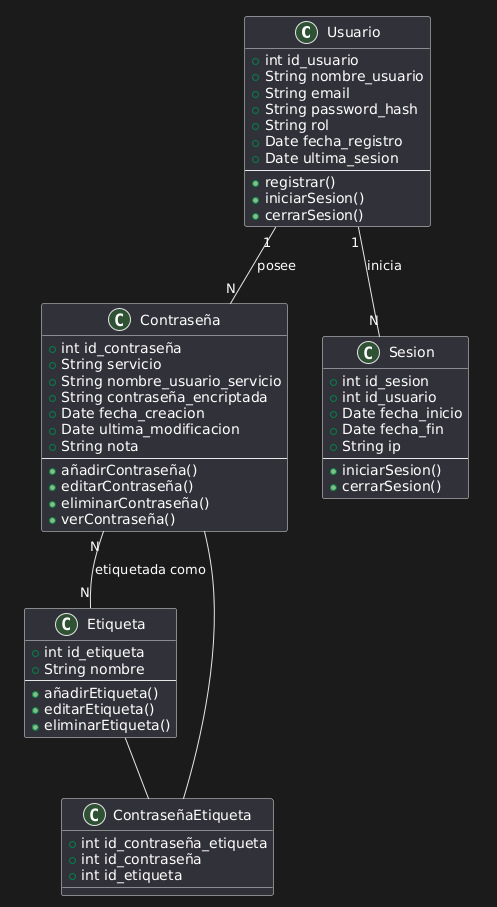 C Usuario
int id_usuario
String nombre_usuario
String email
String password_hash
String rol
Date fecha_registro
Date ultima_sesion
registrar()
iniciarSesion()
cerrarSesion()
1
posee
N
1
inicia
N
C Contraseña
int id_contraseña
String servicio
String nombre_usuario_servicio
String contraseña_encriptada
Date fecha_creacion
Date ultima_modificacion
String nota
añadirContraseña()
editarContraseña()
eliminarContraseña()
verContraseña()
C Sesion
int id_sesion
int id_usuario
Date fecha_inicio
Date fecha_fin
String ip
iniciarSesion()
cerrarSesion()
N
etiquetada como
N
C Etiqueta
int id_etiqueta
String nombre
añadirEtiqueta()
editarEtiqueta()
eliminarEtiqueta()
C ContraseñaEtiqueta
int id_contraseña_etiqueta
int id_contraseña
int id_etiqueta